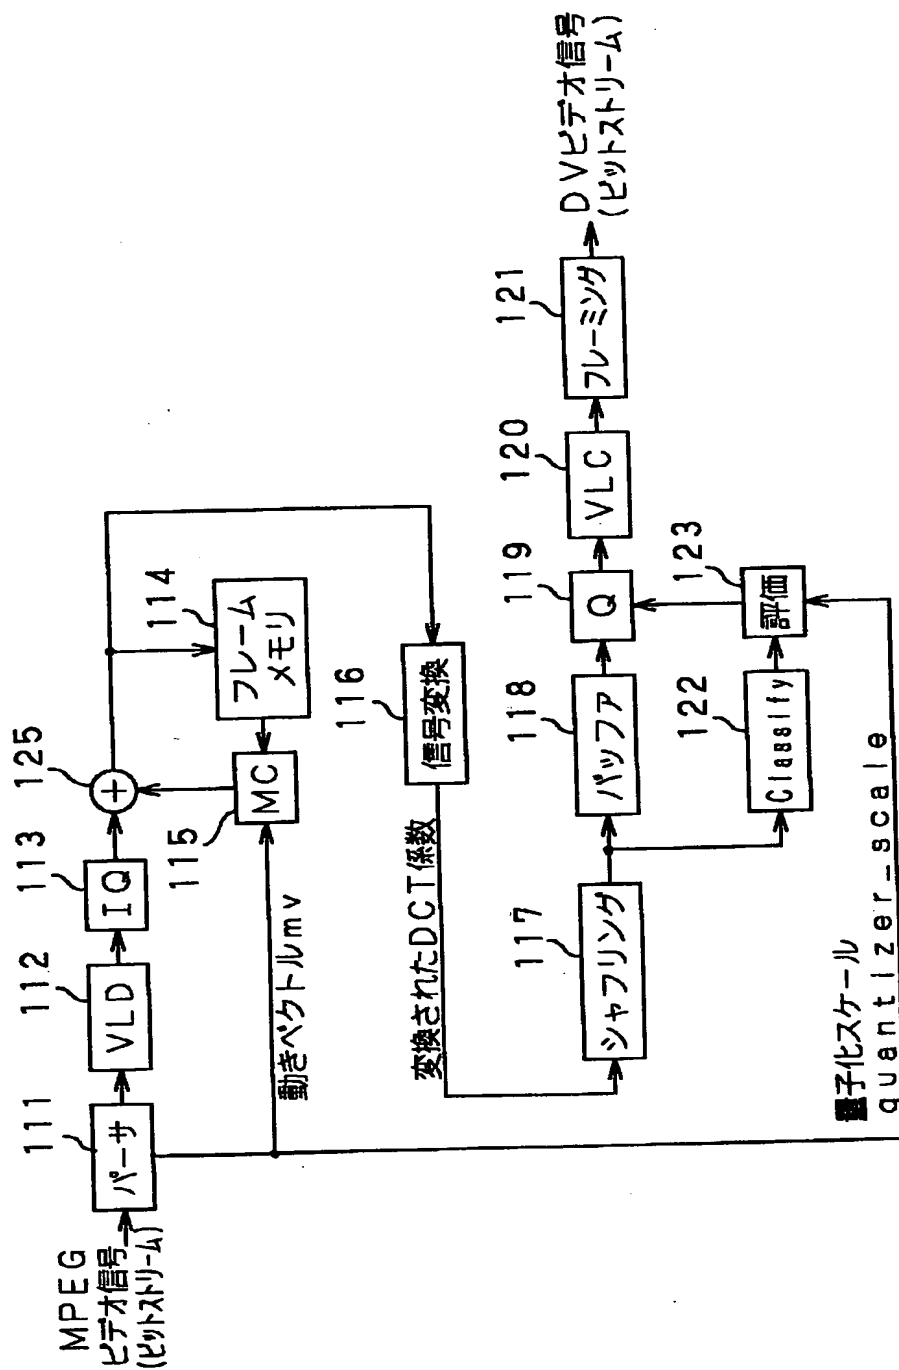 MPEG
ビデオ信号
(ビットストリーム)
111
パーサ
112
VLD
113
IQ
125
+
114
フレーム
メモリ
115
MC
動きベクトルmv
116
信号変換
変換されたDCT係数
117
シャフリング
118
バッファ
119
Q
120
VLC
121
フレーミング
DVビデオ信号
(ビットストリーム)
122
Classify
123
評価
量子化スケール
quantizer_scale